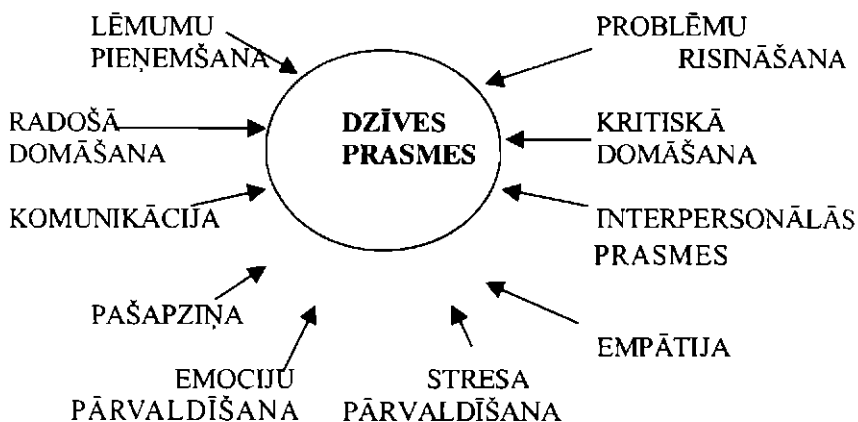 LĒMUMU
PIEŅEMŠANA
PROBLĒMU
RISINĀŠANA
RADOŠĀ
DOMĀŠANA
DZĪVES
PRASMES
KRITISKĀ
DOMĀŠANA
KOMUNIKĀCIJA
INTERPERSONĀLĀS
PRASMES
PAŠAPZIŅA
EMPĀTIJA
EMOCIJU
PĀRVALDĪŠANA
STRESA
PĀRVALDĪŠANA